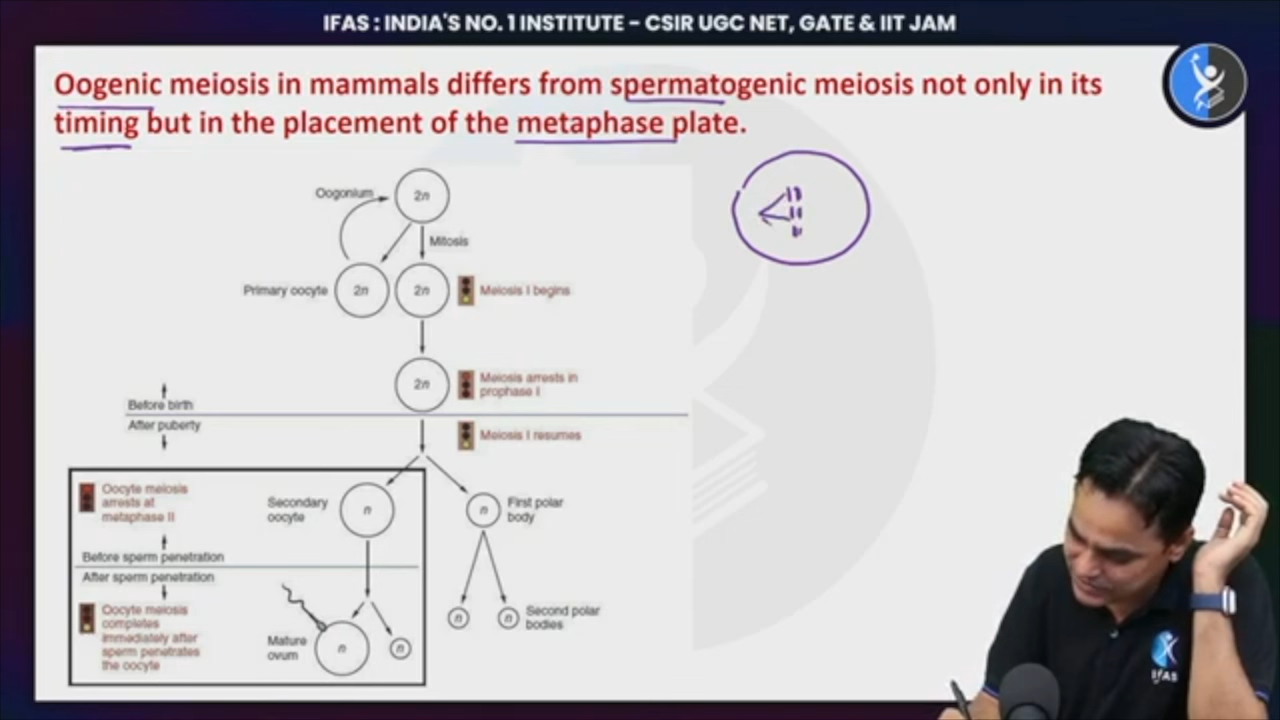 IFAS : INDIA'S NO. 1 INSTITUTE – CSIR UGC NET, GATE & IIT JAM
Oogenic meiosis in mammals differs from spermatogenic meiosis not only in its
timing but in the placement of the metaphase plate.
Oogonium
2n
Mitosis
Primary oocyte
2n
2n
Meiosis I begins
2n
Meiosis arrests in
prophase I
Before birth
After puberty
Meiosis I resumes
Oocyte meiosis
arrests at
metaphase II
Secondary
oocyte
n
n
First polar
body
Before sperm penetration
After sperm penetration
Oocyte meiosis
completes
immediately after
sperm penetrates
the oocyte
Mature
ovum
n
n
n
n
Second polar
bodies
IFAS